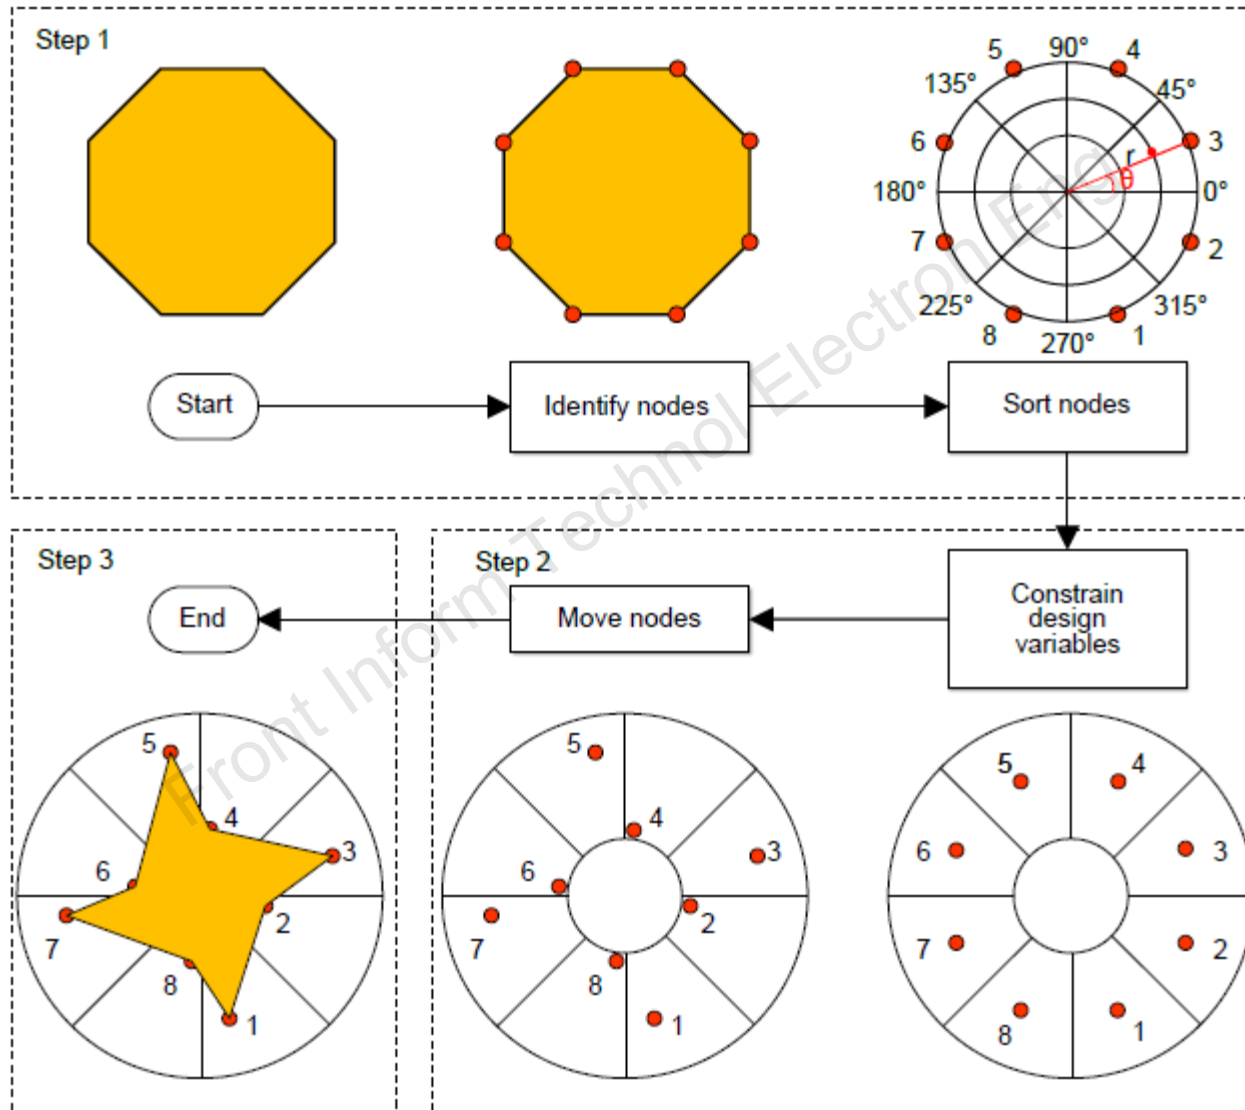 Step 1
5
90°
4
135°
45°
6
r
3
θ
180°
0°
7
2
225°
315°
8
270°
1
Start
Identify nodes
Sort nodes
Step 3
Step 2
End
Move nodes
Constrain
design
variables
5
4
3
6
2
7
8
1
5
4
3
6
2
7
8
1
5
4
3
6
2
7
8
1
Front Inform Technol Electron Eng